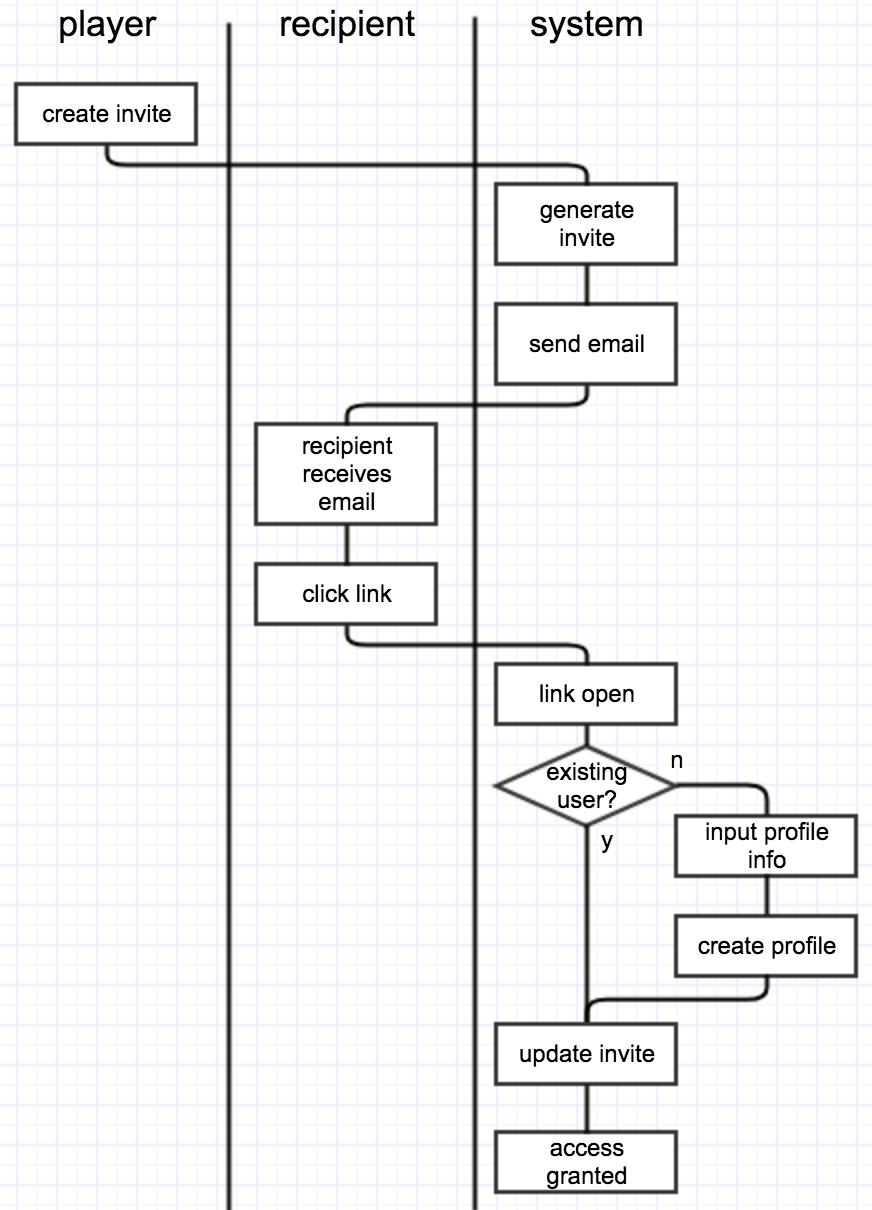 player
recipient
system
create invite
generate
invite
send email
recipient
receives
email
click link
link open
existing
user?
n
y
input profile
info
create profile
update invite
access
granted